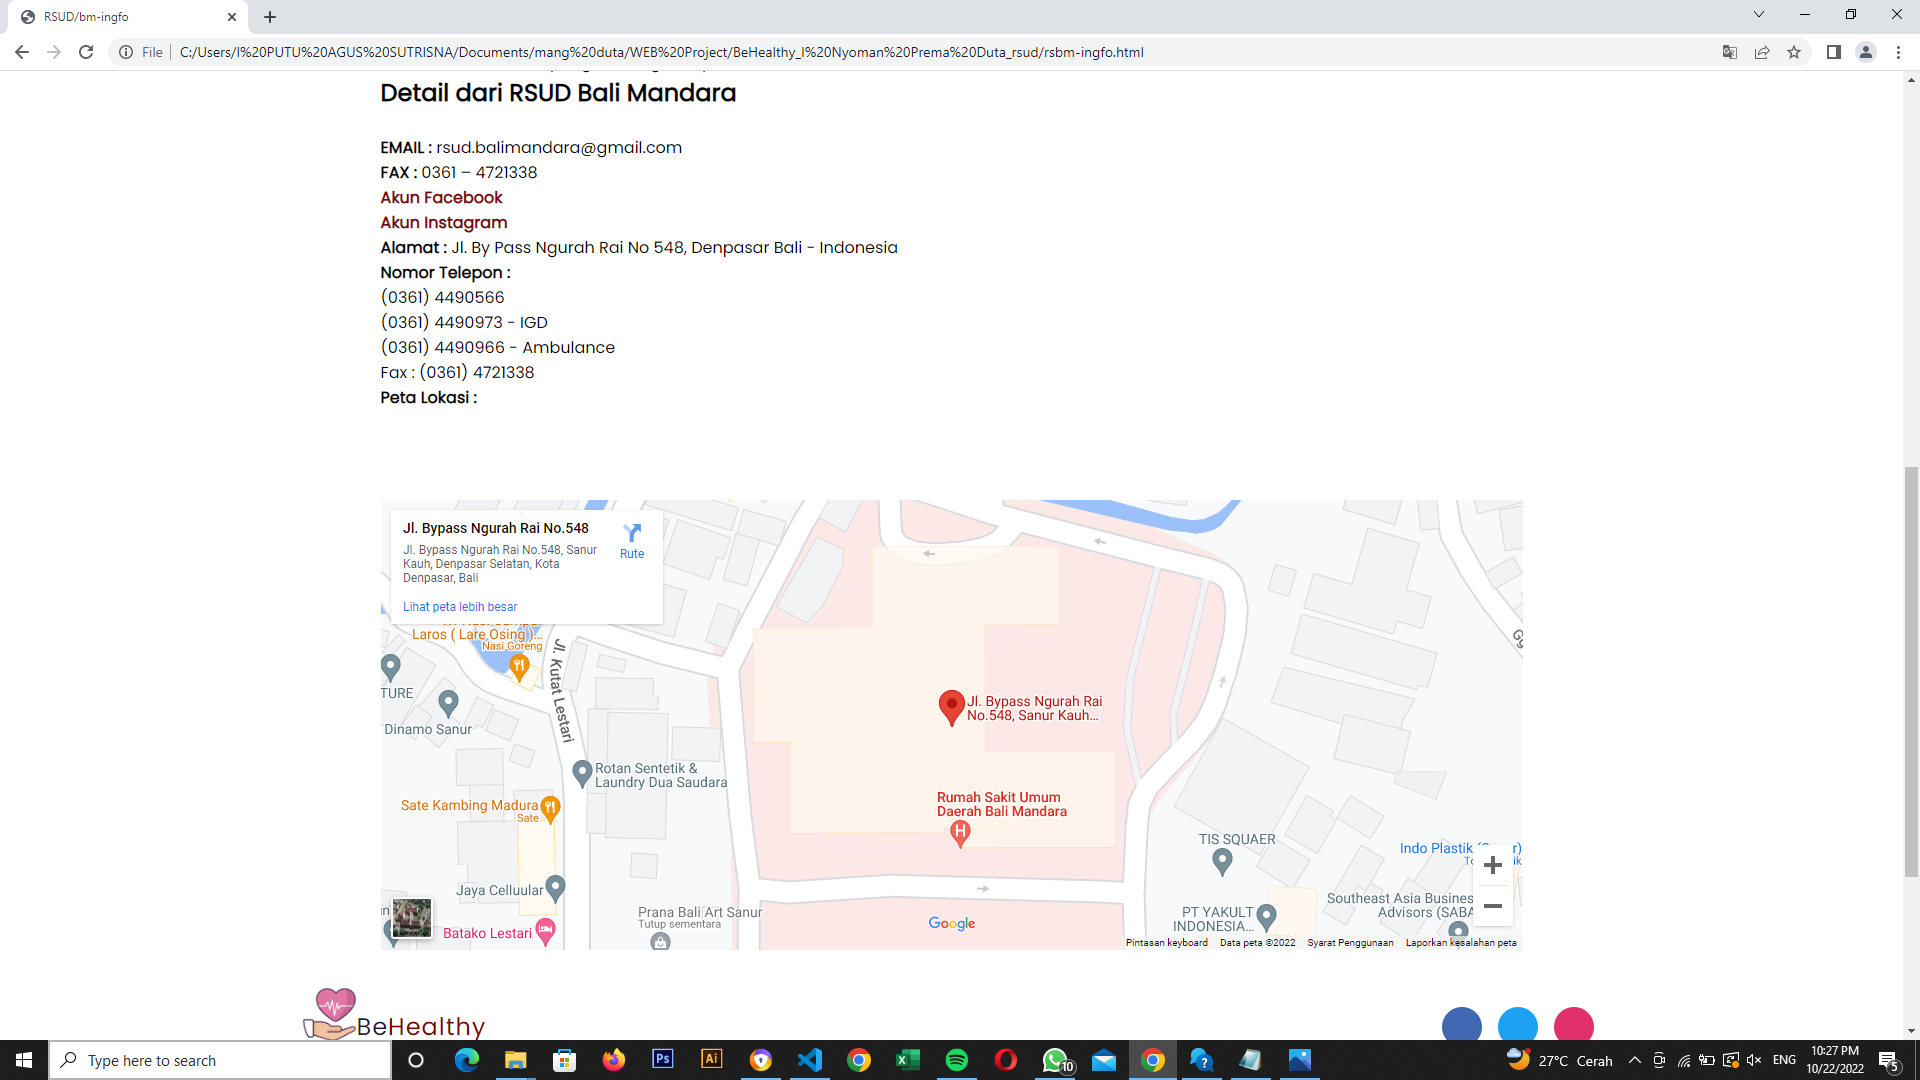 RSUD/bm-ingfo
File
C:/Users/I%20PUTU%20AGUS%20SUTRISNA/Documents/mang%20duta/WEB%20Project/BeHealthy_I%20Nyoman%20Prema%20Duta_rsud/rsbm-ingfo.html
Detail dari RSUD Bali Mandara
EMAIL : rsud.balimandara@gmail.com
FAX : 0361 – 4721338
Akun Facebook
Akun Instagram
Alamat : Jl. By Pass Ngurah Rai No 548, Denpasar Bali - Indonesia
Nomor Telepon :
(0361) 4490566
(0361) 4490973 - IGD
(0361) 4490966 - Ambulance
Fax : (0361) 4721338
Peta Lokasi :
Jl. Bypass Ngurah Rai No.548
Jl. Bypass Ngurah Rai No.548, Sanur
Kauh, Denpasar Selatan, Kota
Denpasar, Bali
Rute
Lihat peta lebih besar
Laros ( Lare Osing )...
Nasi Goreng
Jl. Kutat Lestari
TURE
Dinamo Sanur
Jl. Bypass Ngurah Rai
No.548, Sanur Kauh...
Rotan Sentetik &
Laundry Dua Saudara
Sate Kambing Madura
Sate
Rumah Sakit Umum
Daerah Bali Mandara
H
TIS SQUAER
Indo Plastik
Jaya Celluular
Southeast Asia Busines
Advisors (SABA
Prana Bali Art Sanur
Tutup sementara
PT YAKULT
INDONESIA...
Batako Lestari
Google
Pintasan keyboard
Data peta ©2022
Syarat Penggunaan
Laporkan kesalahan peta
BeHealthy
Type here to search
Ps
Ai
10
27°C Cerah
ENG
10:27 PM
10/22/2022
5